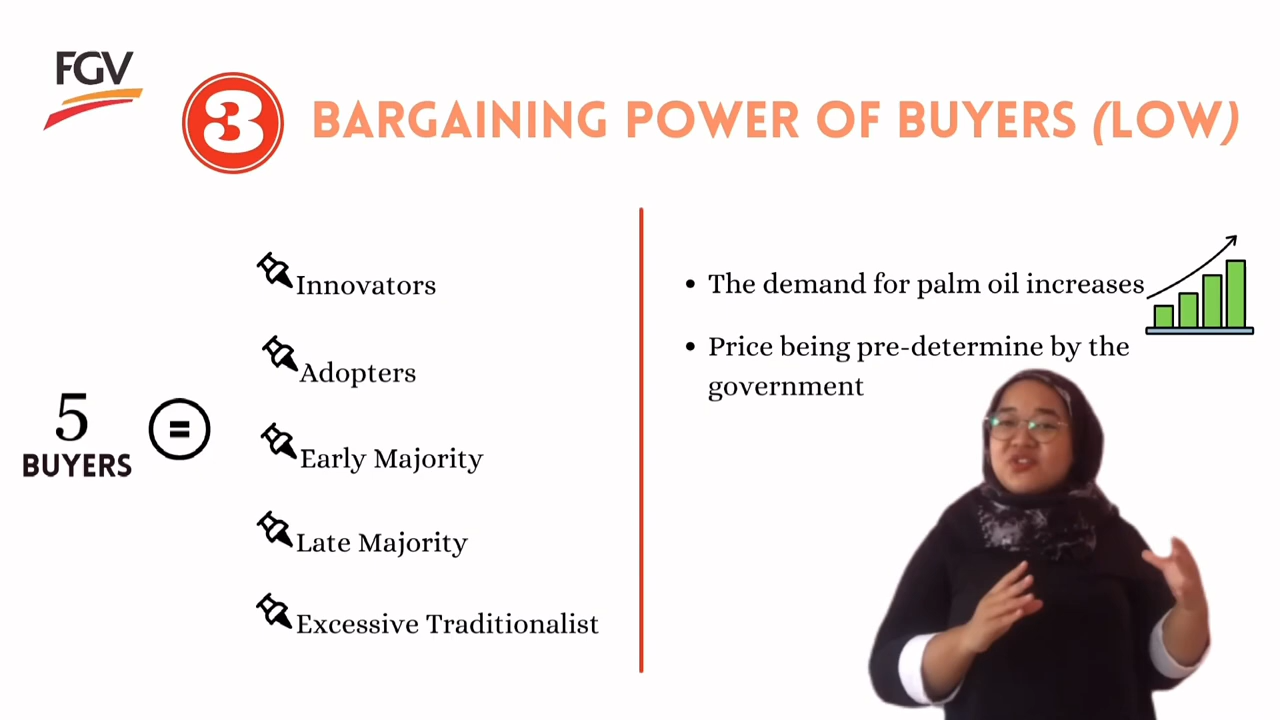 FGV
3 BARGAINING POWER OF BUYERS (LOW)
5
BUYERS
=
Innovators
Adopters
Early Majority
Late Majority
Excessive Traditionalist
• The demand for palm oil increases
• Price being pre-determine by the
government